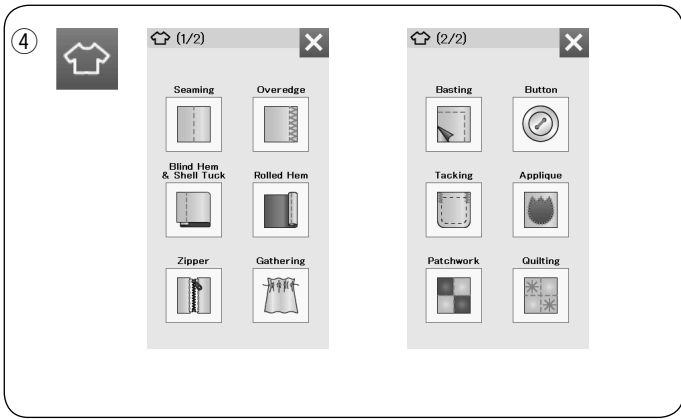 ④
(1/2)
Seaming Overedge
Blind Hem
& Shell Tuck Rolled Hem
Zipper Gathering
(2/2)
Basting Button
Tacking Applique
Patchwork Quilting